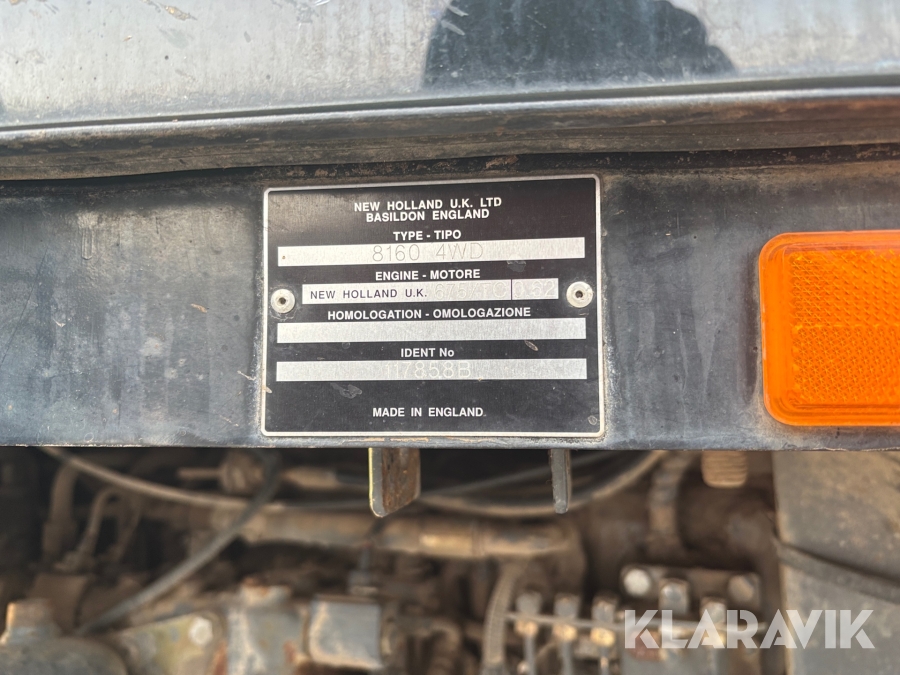 NEW HOLLAND U.K. LTD
BASILDON ENGLAND
TYPE - TIPO
8160 4WD
ENGINE - MOTORE
NEW HOLLAND U.K.
HOMOLOGATION - OMOLOGAZIONE
IDENT No
117858B
MADE IN ENGLAND
KLARAVIK